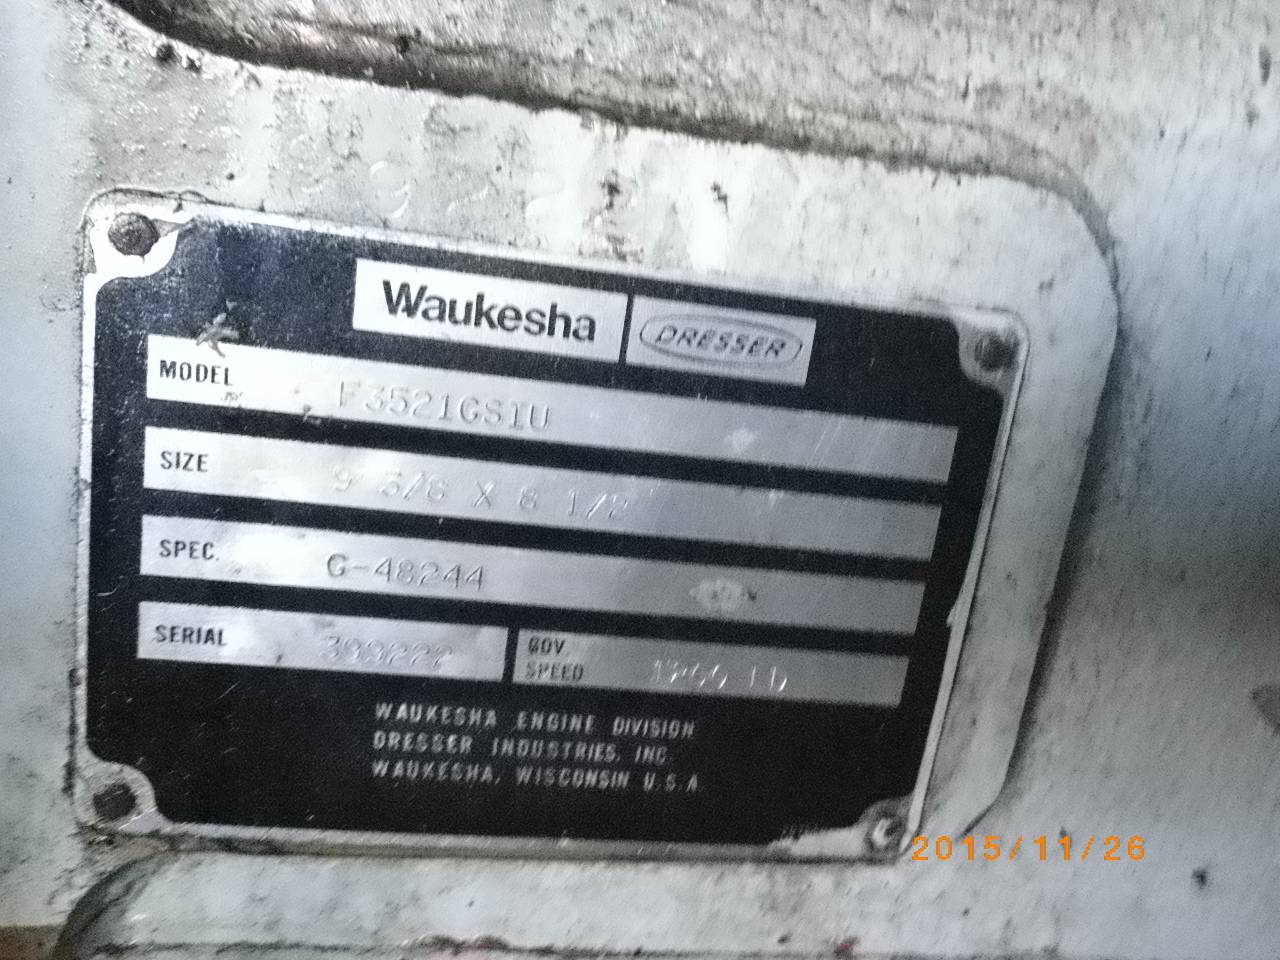 Waukesha DRESSER
MODEL F3521GSIU
SIZE 9 3/8 X 8 1/2
SPEC. G-48244
SERIAL 399222 GOV. SPEED
WAUKESHA ENGINE DIVISION
DRESSER INDUSTRIES, INC.
WAUKESHA, WISCONSIN U.S.A.
2015/11/26